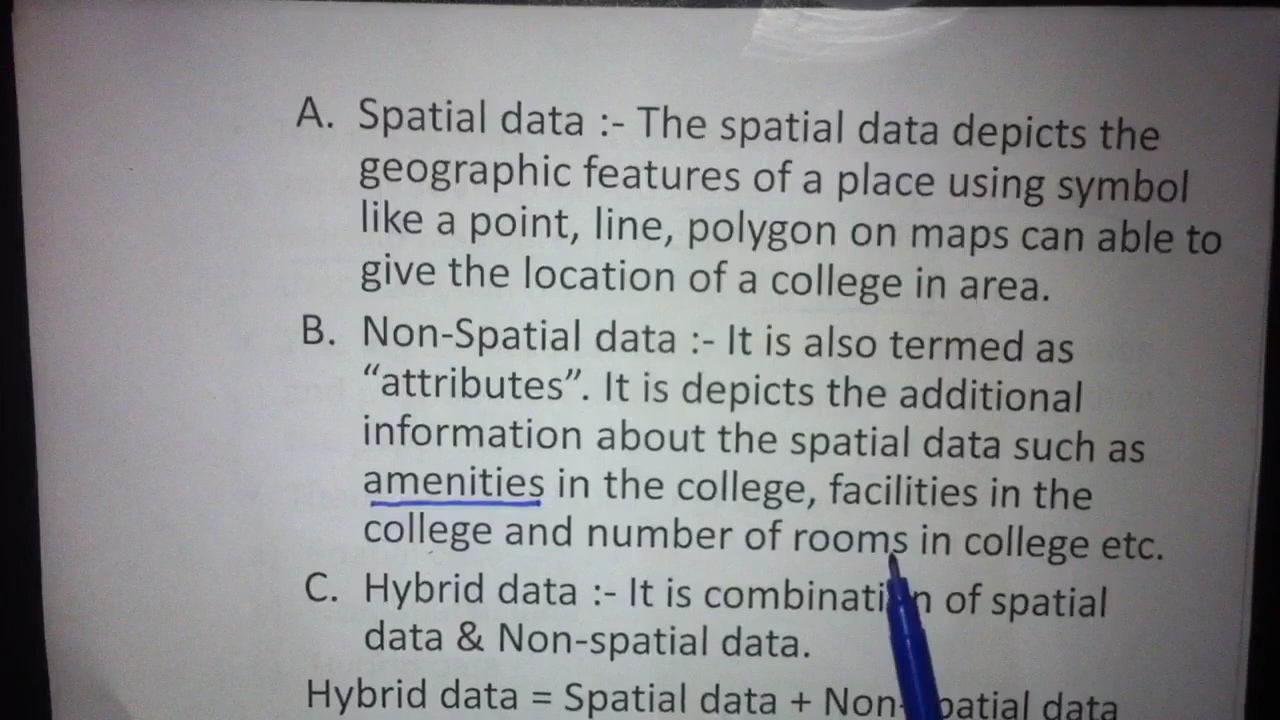 A. Spatial data :- The spatial data depicts the
geographic features of a place using symbol
like a point, line, polygon on maps can able to
give the location of a college in area.
B. Non-Spatial data :- It is also termed as
“attributes”. It is depicts the additional
information about the spatial data such as
amenities in the college, facilities in the
college and number of rooms in college etc.
C. Hybrid data :- It is combination of spatial
data & Non-spatial data.
Hybrid data = Spatial data + Non-spatial data